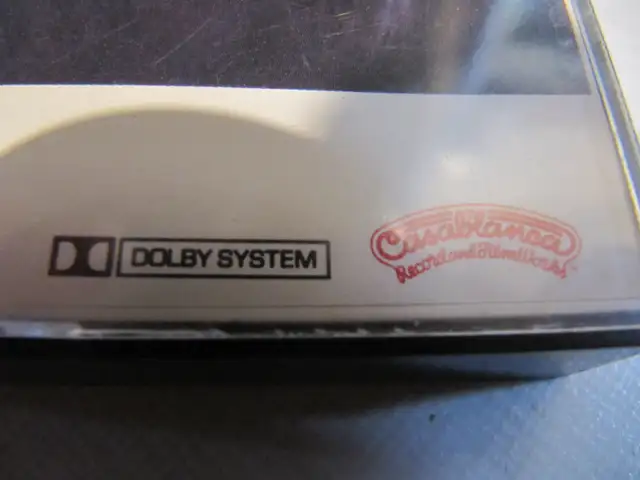 DOLBY SYSTEM
Casablanca
Record and FilmWorks